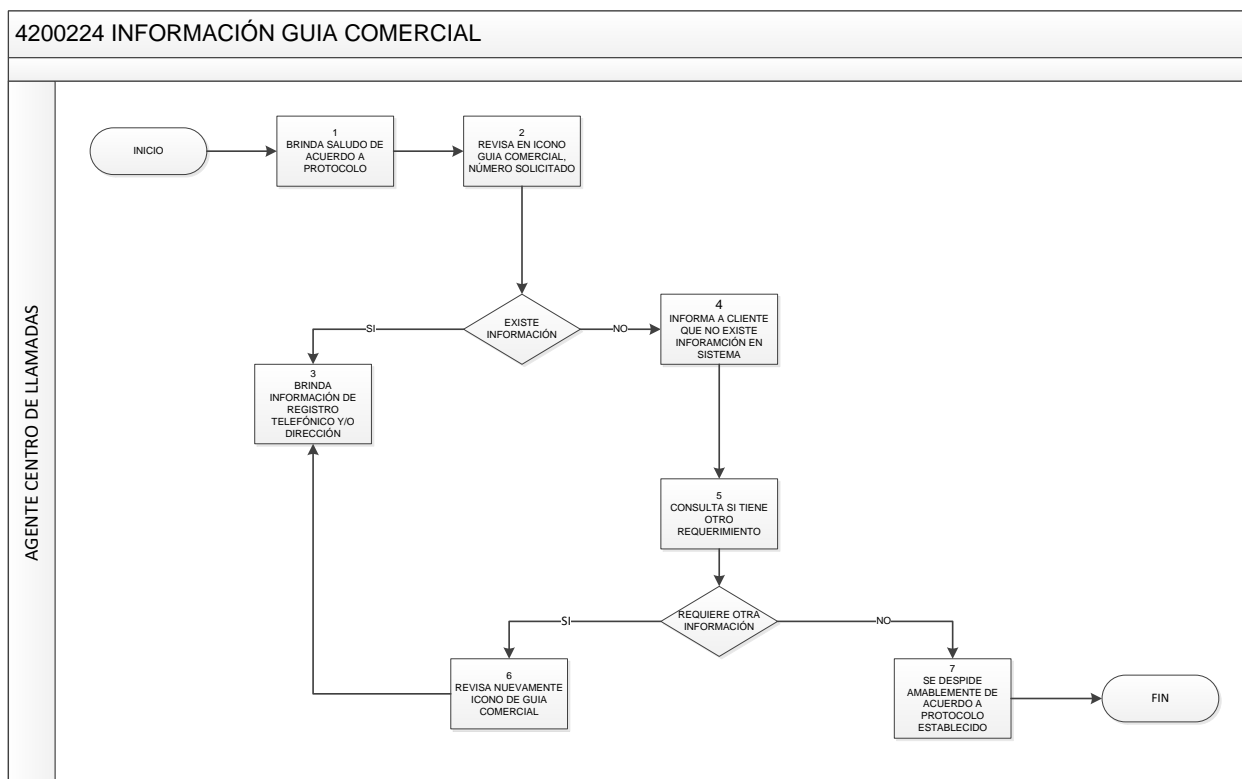 4200224 INFORMACIÓN GUIA COMERCIAL
AGENTE CENTRO DE LLAMADAS
INICIO
1
BRINDA SALUDO DE
ACUERDO A
PROTOCOLO
2
REVISA EN ICONO
GUIA COMERCIAL,
NÚMERO SOLICITADO
EXISTE
INFORMACIÓN
SI
NO
3
BRINDA
INFORMACIÓN DE
REGISTRO
TELEFÓNICO Y/O
DIRECCIÓN
4
INFORMA A CLIENTE
QUE NO EXISTE
INFORAMCIÓN EN
SISTEMA
5
CONSULTA SI TIENE
OTRO
REQUERIMIENTO
REQUIERE OTRA
INFORMACIÓN
SI
NO
6
REVISA NUEVAMENTE
ICONO DE GUIA
COMERCIAL
7
SE DESPIDE
AMABLEMENTE DE
ACUERDO A
PROTOCOLO
ESTABLECIDO
FIN